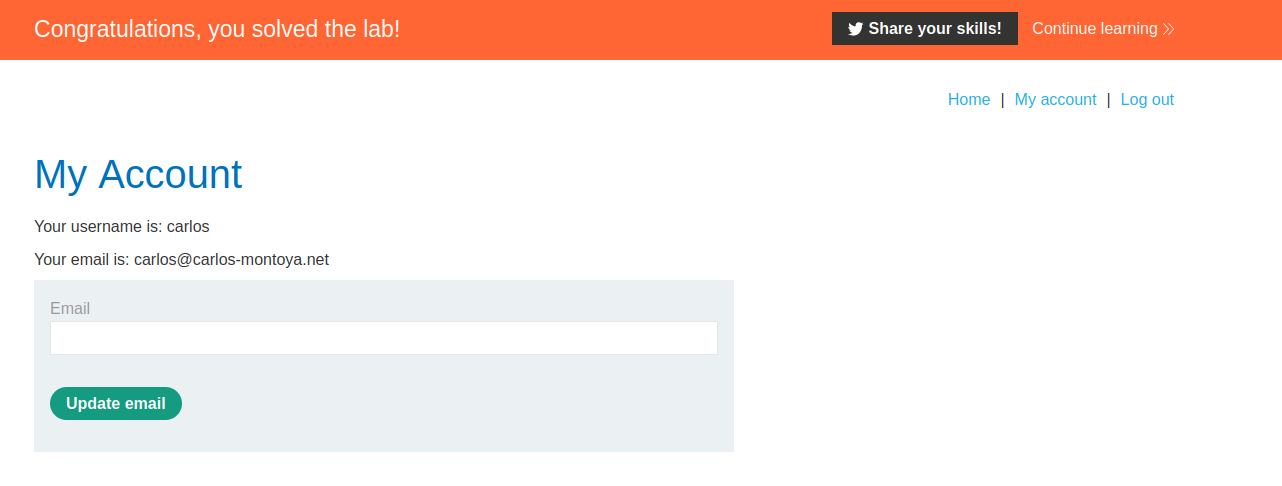 Congratulations, you solved the lab!
Share your skills!
Continue learning
Home | My account | Log out
My Account
Your username is: carlos
Your email is: carlos@carlos-montoya.net
Email
Update email